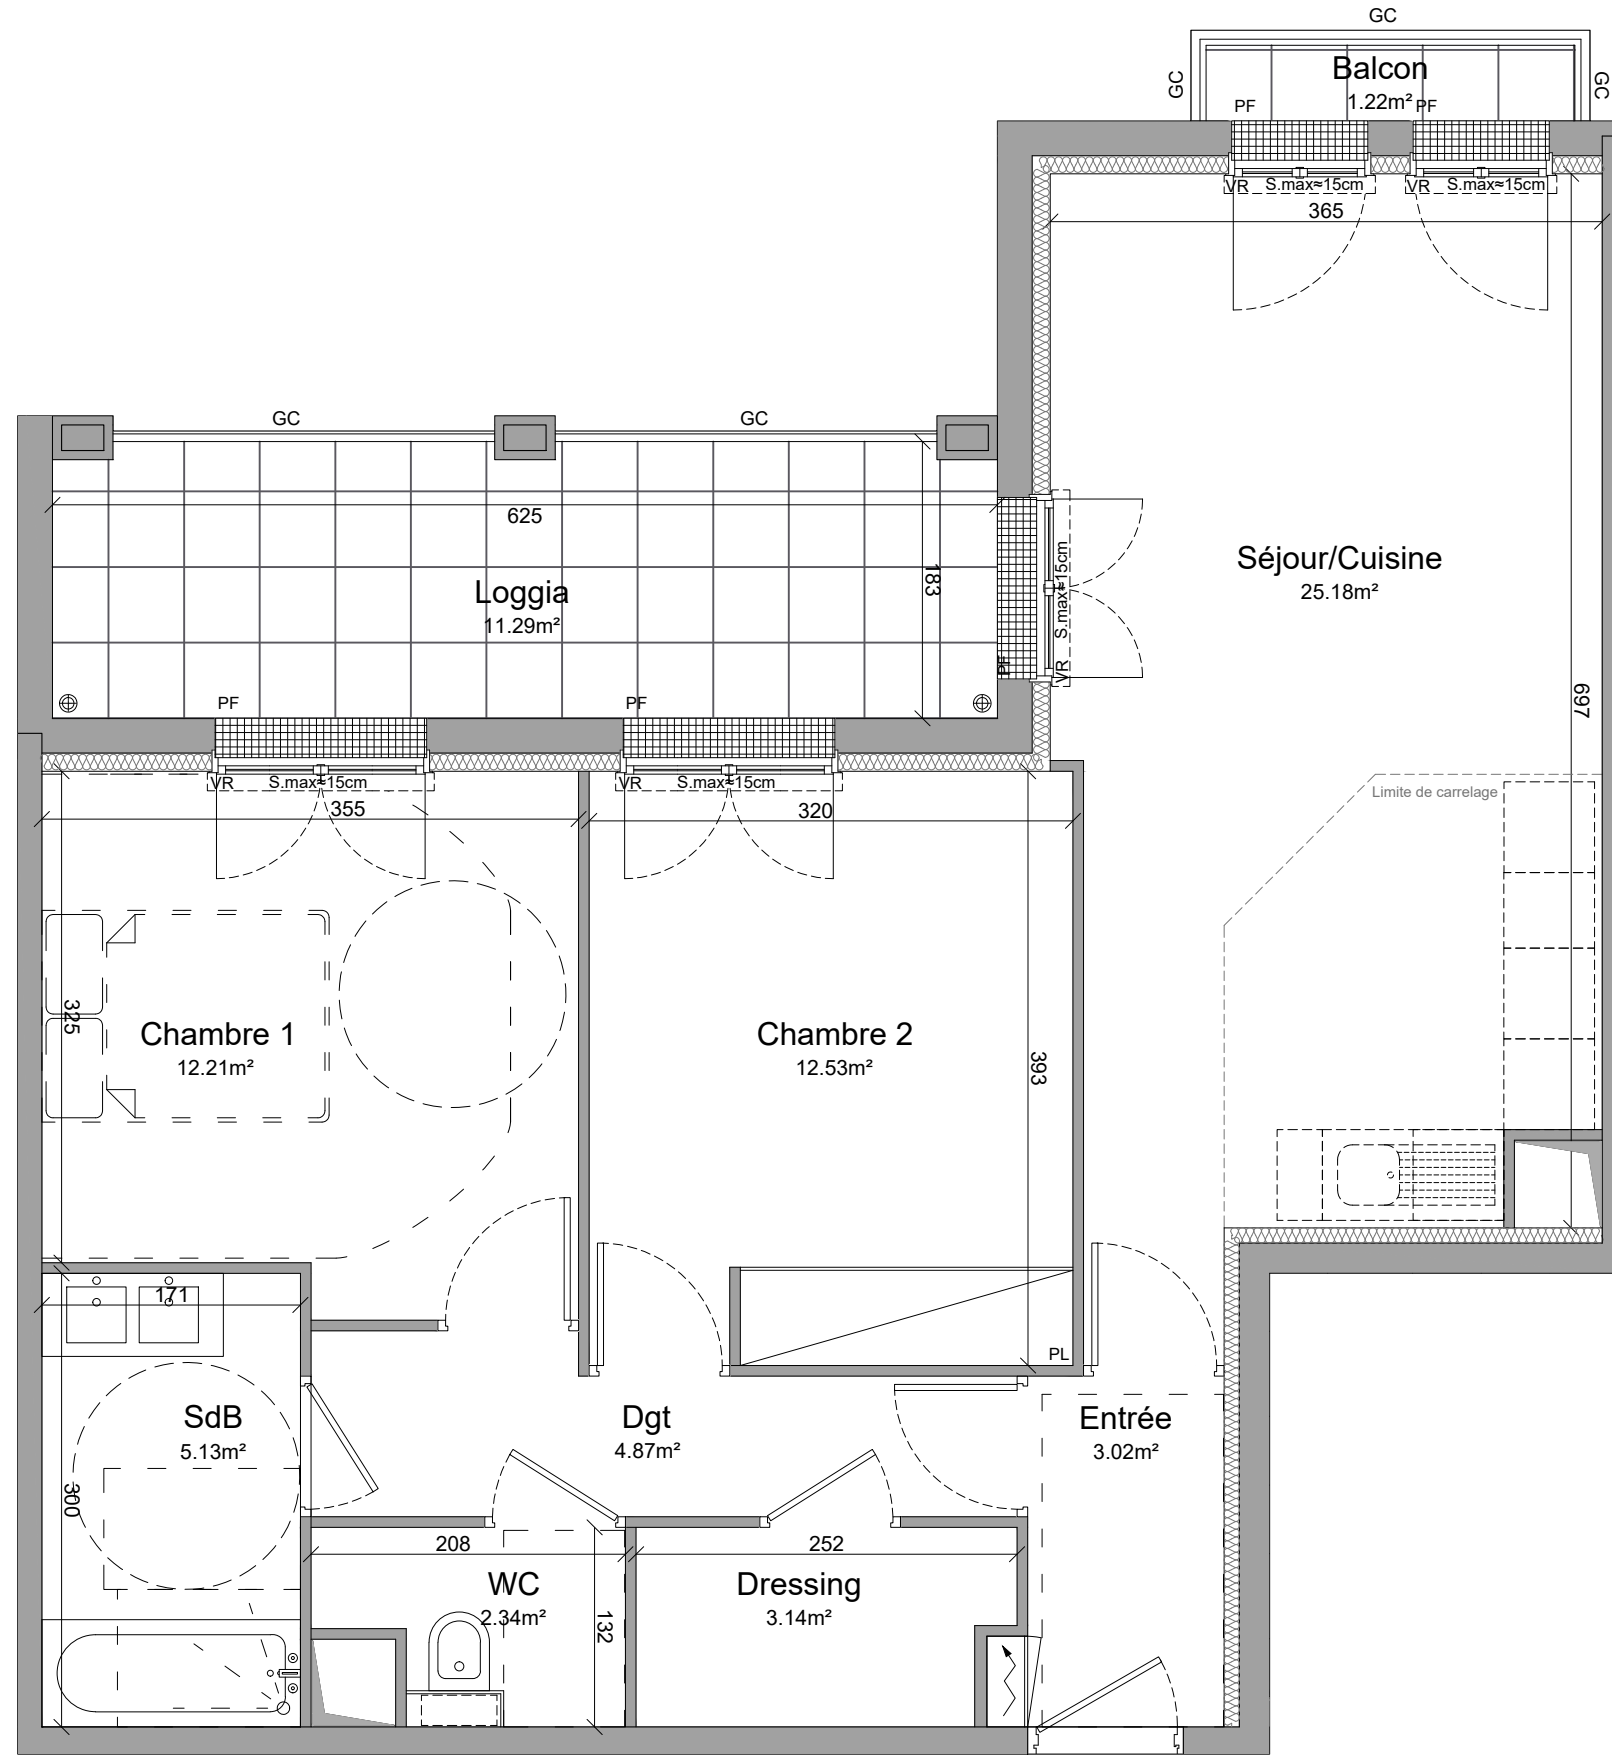 GC
Balcon
GC
GC
1.22m²
PF
PF
VR
S.max≈15cm
VR
S.max≈15cm
365
GC
GC
625
183
Loggia
11.29m²
S.max≈15cm
VR
PF
Séjour/Cuisine
25.18m²
697
PF
PF
VR
S.max≈15cm
VR
S.max≈15cm
355
320
Limite de carrelage
325
Chambre 1
12.21m²
Chambre 2
12.53m²
393
171
PL
SdB
5.13m²
Dgt
4.87m²
Entrée
3.02m²
300
208
252
WC
2.34m²
132
Dressing
3.14m²